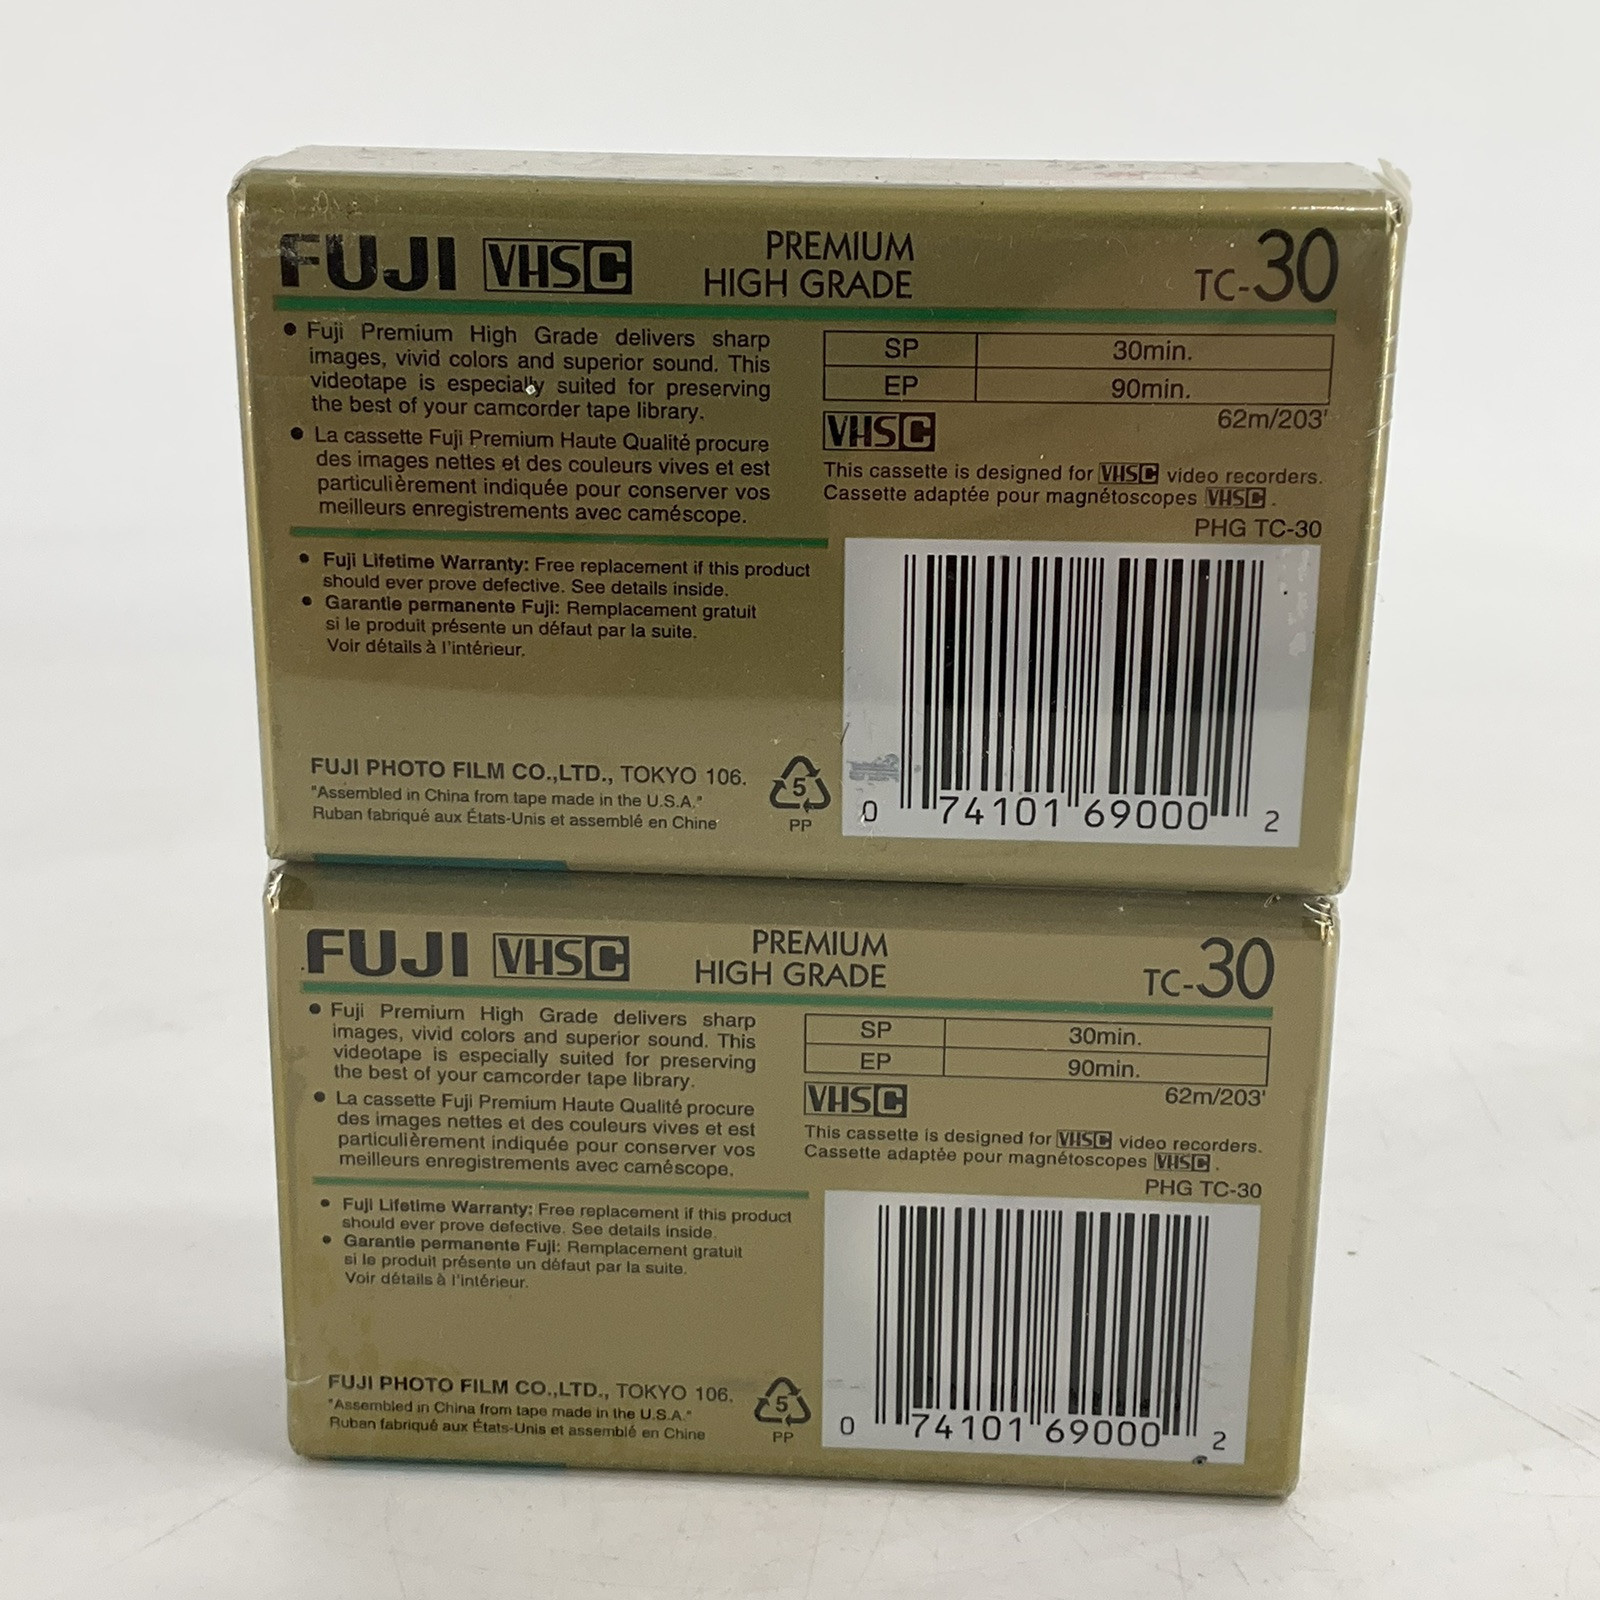 FUJI VHS C PREMIUM HIGH GRADE TC-30
• Fuji Premium High Grade delivers sharp
images, vivid colors and superior sound. This
videotape is especially suited for preserving
the best of your camcorder tape library.
• La cassette Fuji Premium Haute Qualité procure
des images nettes et des couleurs vives et est
particulièrement indiquée pour conserver vos
meilleurs enregistrements avec caméscope.
SP 30min.
EP 90min.
62m/203'
VHS C
This cassette is designed for VHS C video recorders.
Cassette adaptée pour magnétoscopes VHS C .
PHG TC-30
• Fuji Lifetime Warranty: Free replacement if this product
should ever prove defective. See details inside.
• Garantie permanente Fuji: Remplacement gratuit
si le produit présente un défaut par la suite.
Voir détails à l'intérieur.
FUJI PHOTO FILM CO.,LTD., TOKYO 106.
"Assembled in China from tape made in the U.S.A."
Ruban fabriqué aux États-Unis et assemblé en Chine
5
PP
0 74101 69000 2
FUJI VHS C PREMIUM HIGH GRADE TC-30
• Fuji Premium High Grade delivers sharp
images, vivid colors and superior sound. This
videotape is especially suited for preserving
the best of your camcorder tape library.
• La cassette Fuji Premium Haute Qualité procure
des images nettes et des couleurs vives et est
particulièrement indiquée pour conserver vos
meilleurs enregistrements avec caméscope.
SP 30min.
EP 90min.
62m/203'
VHS C
This cassette is designed for VHS C video recorders.
Cassette adaptée pour magnétoscopes VHS C .
PHG TC-30
• Fuji Lifetime Warranty: Free replacement if this product
should ever prove defective. See details inside.
• Garantie permanente Fuji: Remplacement gratuit
si le produit présente un défaut par la suite.
Voir détails à l'intérieur.
FUJI PHOTO FILM CO.,LTD., TOKYO 106.
"Assembled in China from tape made in the U.S.A."
Ruban fabriqué aux États-Unis et assemblé en Chine
5
PP
0 74101 69000 2